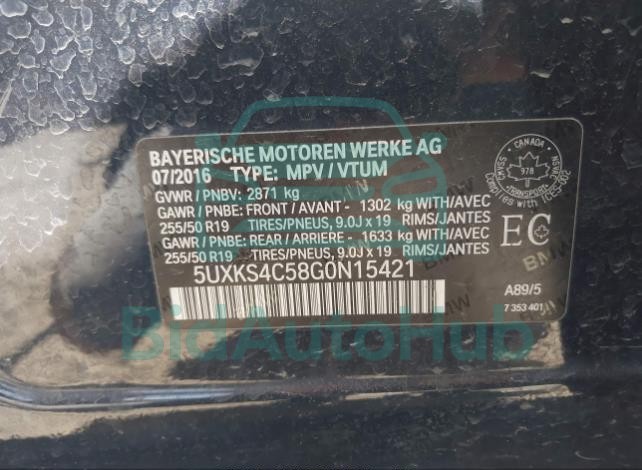 BAYERISCHE MOTOREN WERKE AG
07/2016 TYPE: MPV / VTUM
GVWR / PNBV: 2871 kg
GAWR / PNBE: FRONT / AVANT - 1302 kg WITH/AVEC
255/50 R19 TIRES/PNEUS, 9.0J x 19 RIMS/JANTES
GAWR / PNBE: REAR / ARRIERE - 1633 kg WITH/AVEC
255/50 R19 TIRES/PNEUS, 9.0J x 19 RIMS/JANTES
5UXKS4C58G0N15421
CANADA
978
TRANSPORT
EC
A89/5
7 353 401
BidAutoHub